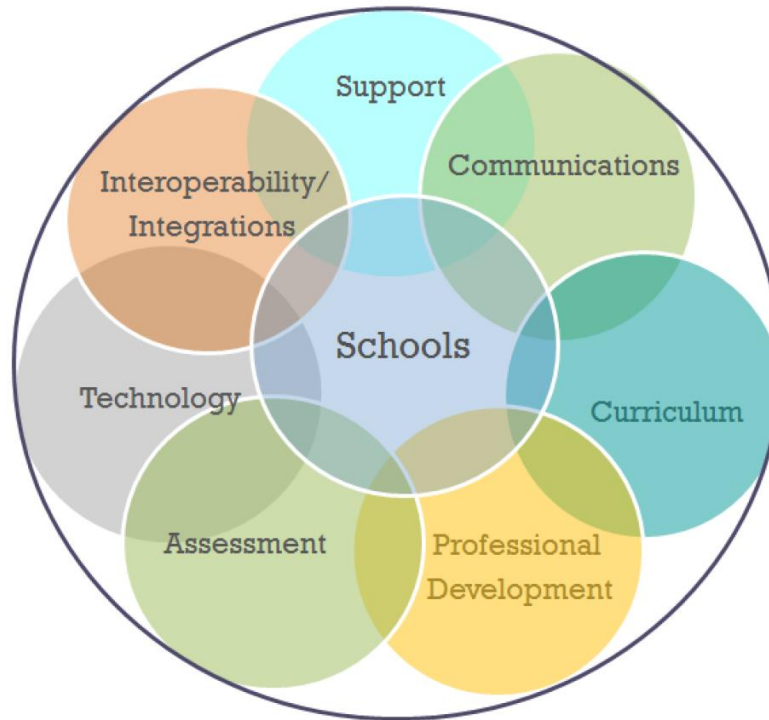 Support
Communications
Interoperability/
Integrations
Schools
Technology
Curriculum
Assessment
Professional
Development